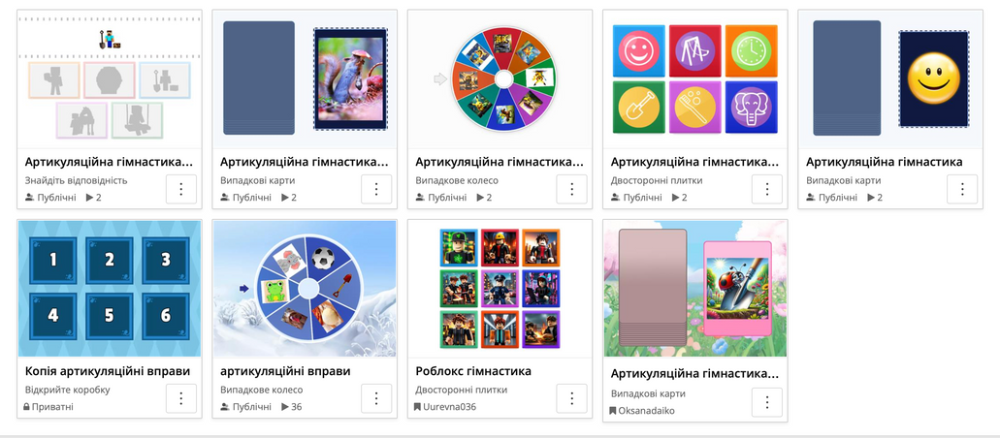 Артикуляційна гімнастика...
Знайдіть відповідність
Публічні 2
Артикуляційна гімнастика...
Випадкові карти
Публічні 2
Артикуляційна гімнастика...
Випадкове колесо
Публічні 2
Артикуляційна гімнастика...
Двосторонні плитки
Публічні 2
Артикуляційна гімнастика
Випадкові карти
Публічні 2
1 2 3
4 5 6
Копія артикуляційні вправи
Відкрийте коробку
Приватні
артикуляційні вправи
Випадкове колесо
Публічні 36
Роблокс гімнастика
Двосторонні плитки
Uurevna036
Артикуляційна гімнастика...
Випадкові карти
Oksanadaiko